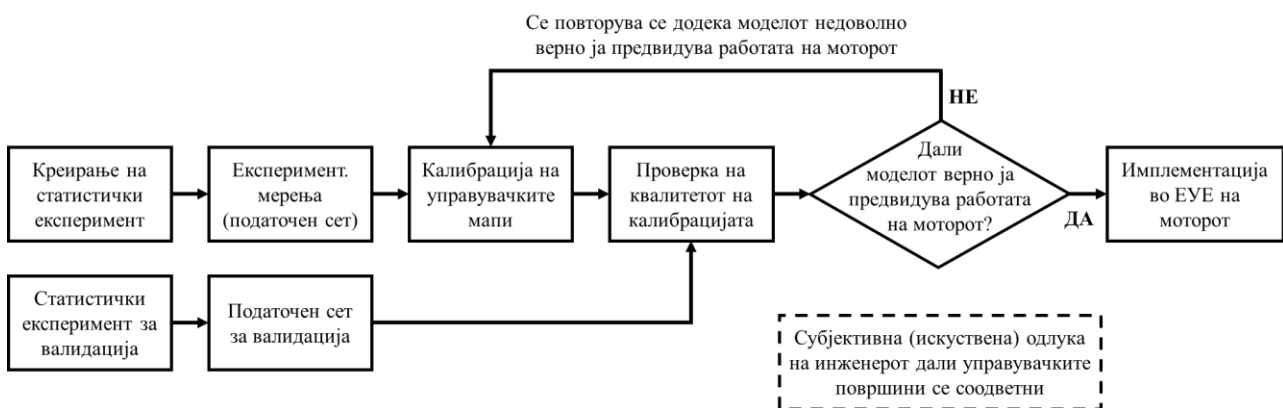 Се повторува се додека моделот недоволно
верно ја предвидува работата на моторот
НЕ
Креирање на
статистички
експеримент
Експеримент.
мерења
(податочен сет)
Калибрација на
управувачките
мапи
Проверка на
квалитетот на
калибрацијата
Дали
моделот верно ја
предвидува работата
на моторот?
ДА
Имплементација
во ЕУЕ на
моторот
Статистички
експеримент за
валидација
Податочен сет
за валидација
Субјективна (искуствена) одлука
на инженерот дали управувачките
површини се соодветни